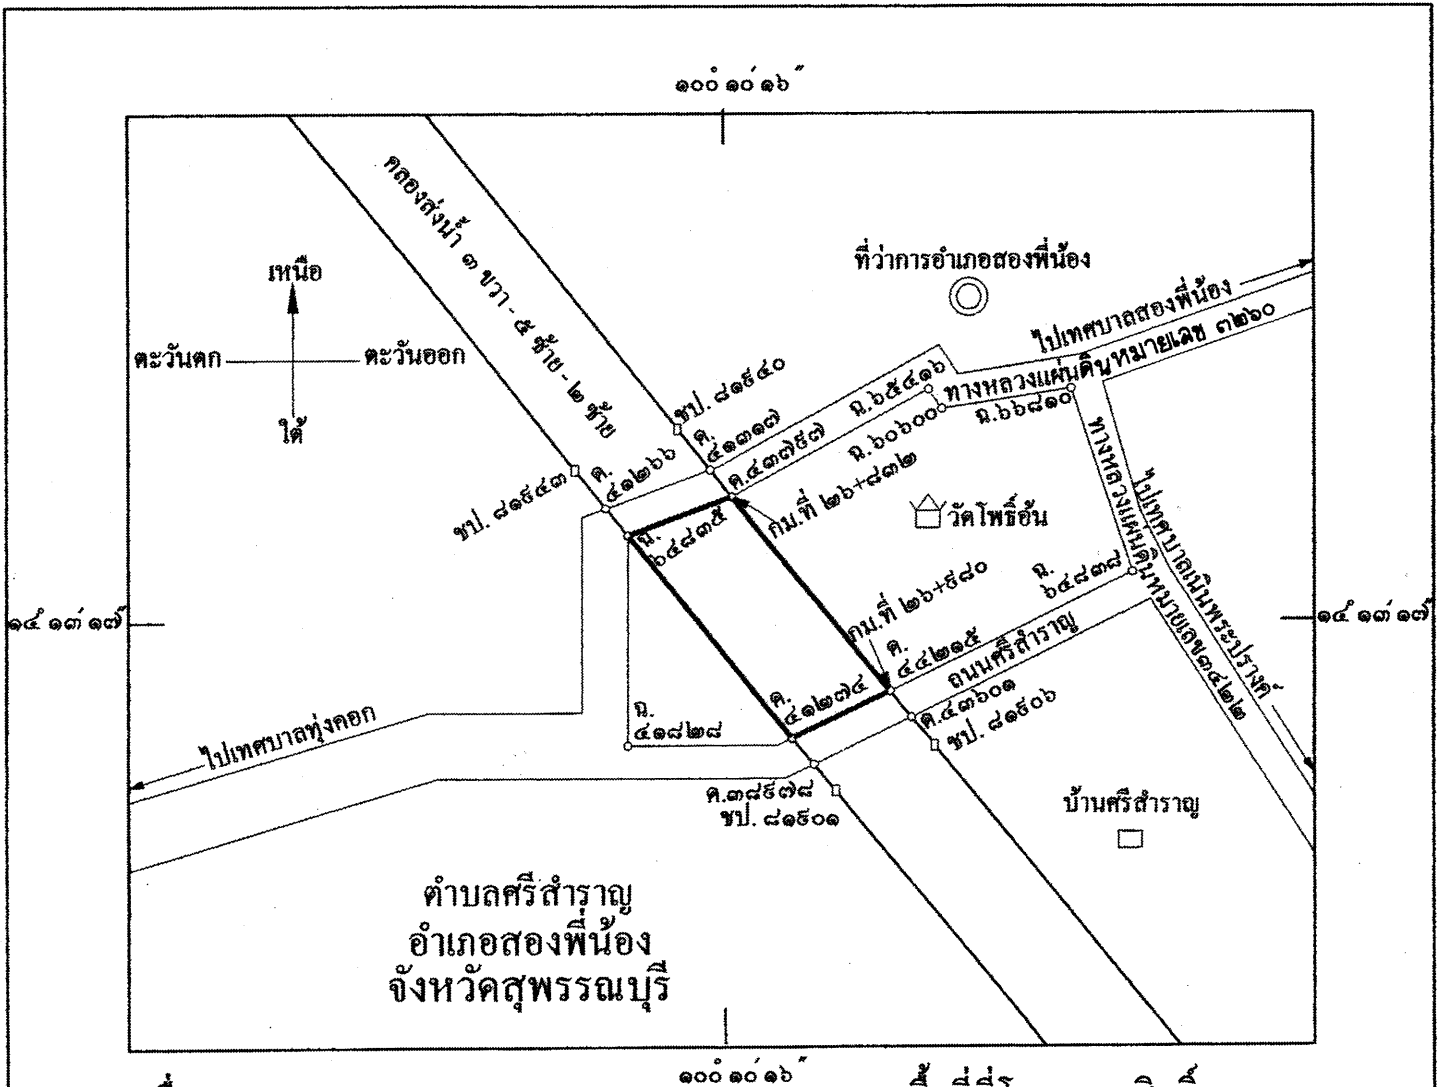 ๑๐๐° ๑๐′ ๑๖″
คลองส่งน้ำ ๓ ขวา - ๕ ซ้าย - ๒ ซ้าย
ที่ว่าการอำเภอสองพี่น้อง
เหนือ
ตะวันตก
ตะวันออก
ใต้
ไปเทศบาลสองพี่น้อง
ทางหลวงแผ่นดินหมายเลข ๓๒๖๐
ชป. ๘๑๙๔๐
ค.
๔๑๓๑๗
ฉ.๖๕๔๑๖
ฉ.๖๐๖๐๐
ฉ.๖๖๘๑๐
ค.๔๓๗๙๗
ค.
๔๑๒๖๖
ชป. ๘๑๙๔๓
ฉ.
๖๔๘๓๕
กม.ที่ ๒๖+๘๓๒
วัดโพธิ์อ้น
ทางหลวงแผ่นดินหมายเลข๓๔๒๒
ไปเทศบาลเนินพระปรางค์
กม.ที่ ๒๖+๙๘๐
ฉ.
๖๔๘๓๘
๑๔° ๑๓′ ๑๗″
๑๔° ๑๓′ ๑๗″
ค.
๔๔๒๑๕
ถนนศรีสำราญ
ค.
๔๑๒๗๔
ค.๔๓๖๐๑
ชป. ๘๑๙๐๖
ฉ.
๔๑๘๒๘
ไปเทศบาลทุ่งคอก
ค.๓๘๙๗๘
ชป. ๘๑๙๐๑
บ้านศรีสำราญ
ตำบลศรีสำราญ
อำเภอสองพี่น้อง
จังหวัดสุพรรณบุรี
๑๐๐° ๑๐′ ๑๖″